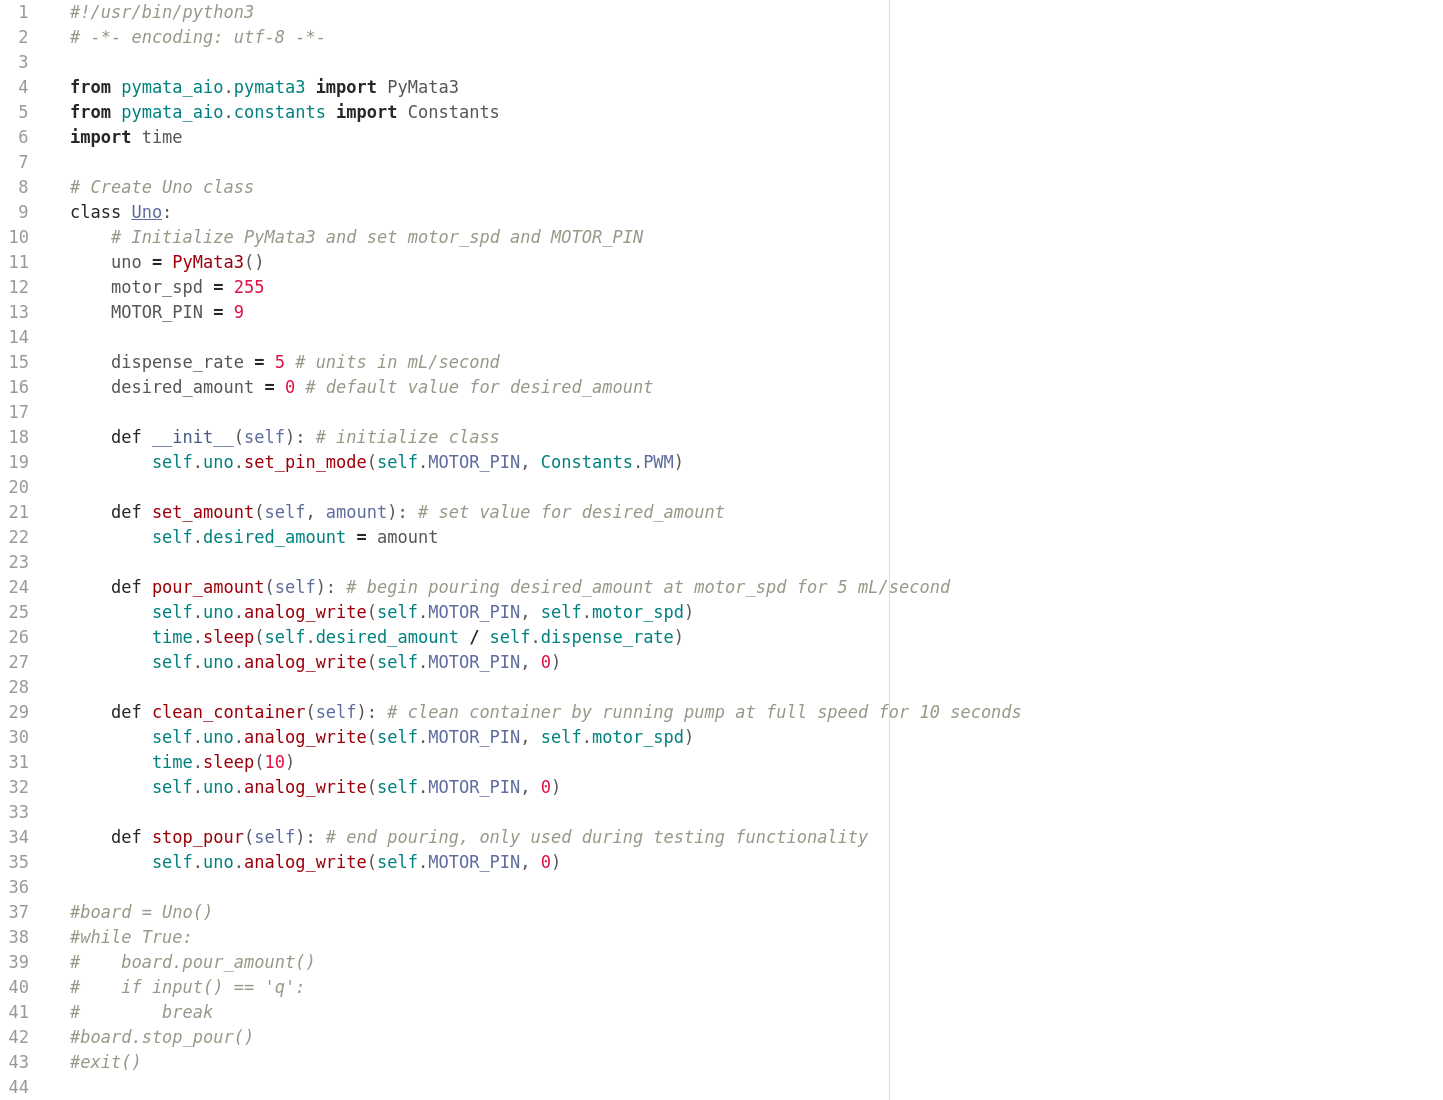 1 #!/usr/bin/python3
2 # -*- encoding: utf-8 -*-
3
4 from pymata_aio.pymata3 import PyMata3
5 from pymata_aio.constants import Constants
6 import time
7
8 # Create Uno class
9 class Uno:
10     # Initialize PyMata3 and set motor_spd and MOTOR_PIN
11     uno = PyMata3()
12     motor_spd = 255
13     MOTOR_PIN = 9
14
15     dispense_rate = 5 # units in mL/second
16     desired_amount = 0 # default value for desired_amount
17
18     def __init__(self): # initialize class
19         self.uno.set_pin_mode(self.MOTOR_PIN, Constants.PWM)
20
21     def set_amount(self, amount): # set value for desired_amount
22         self.desired_amount = amount
23
24     def pour_amount(self): # begin pouring desired_amount at motor_spd for 5 mL/second
25         self.uno.analog_write(self.MOTOR_PIN, self.motor_spd)
26         time.sleep(self.desired_amount / self.dispense_rate)
27         self.uno.analog_write(self.MOTOR_PIN, 0)
28
29     def clean_container(self): # clean container by running pump at full speed for 10 seconds
30         self.uno.analog_write(self.MOTOR_PIN, self.motor_spd)
31         time.sleep(10)
32         self.uno.analog_write(self.MOTOR_PIN, 0)
33
34     def stop_pour(self): # end pouring, only used during testing functionality
35         self.uno.analog_write(self.MOTOR_PIN, 0)
36
37 #board = Uno()
38 #while True:
39 #    board.pour_amount()
40 #    if input() == 'q':
41 #        break
42 #board.stop_pour()
43 #exit()
44